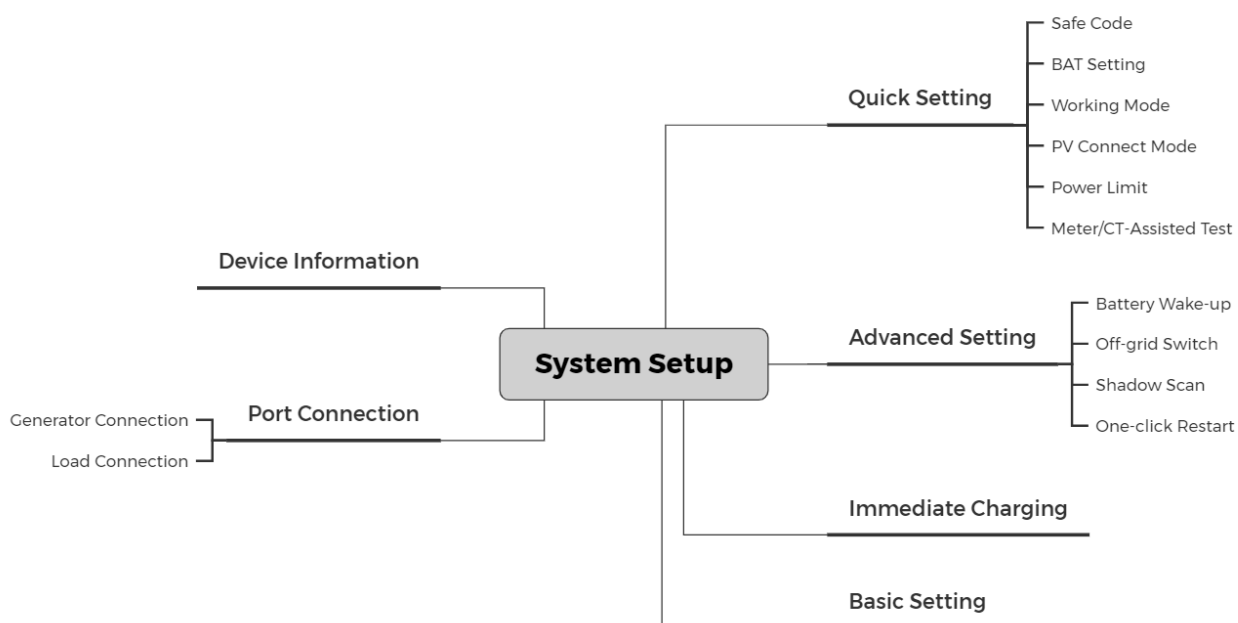 System Setup
Quick Setting
Safe Code
BAT Setting
Working Mode
PV Connect Mode
Power Limit
Meter/CT-Assisted Test
Advanced Setting
Battery Wake-up
Off-grid Switch
Shadow Scan
One-click Restart
Immediate Charging
Basic Setting
Device Information
Port Connection
Generator Connection
Load Connection